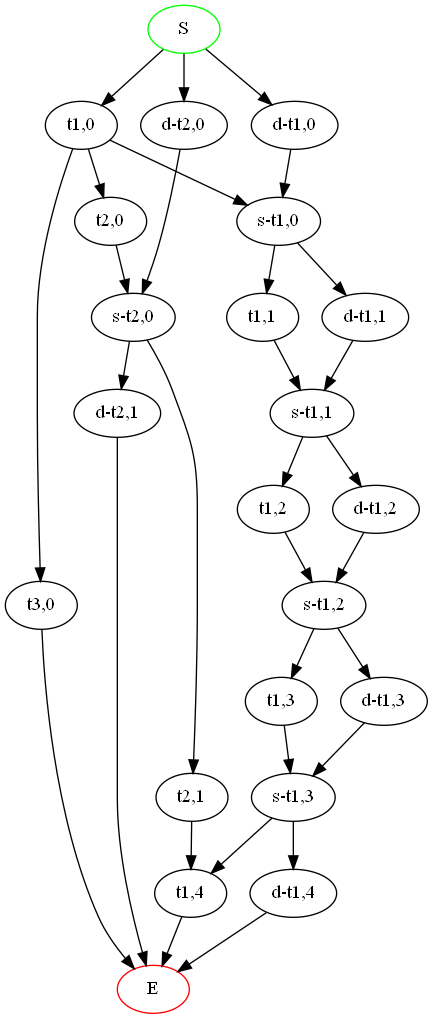 S
t1,0
d-t2,0
d-t1,0
t2,0
s-t1,0
s-t2,0
t1,1
d-t1,1
d-t2,1
s-t1,1
t1,2
d-t1,2
t3,0
s-t1,2
t1,3
d-t1,3
t2,1
s-t1,3
t1,4
d-t1,4
E